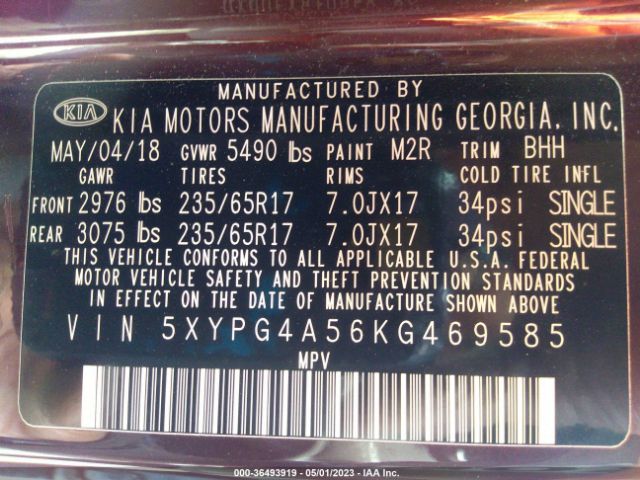 MANUFACTURED BY
KIA KIA MOTORS MANUFACTURING GEORGIA, INC.
MAY/04/18 GVWR 5490 lbs PAINT M2R TRIM BHH
GAWR TIRES RIMS COLD TIRE INFL
FRONT 2976 lbs 235/65R17 7.0JX17 34psi SINGLE
REAR 3075 lbs 235/65R17 7.0JX17 34psi SINGLE
THIS VEHICLE CONFORMS TO ALL APPLICABLE U.S.A. FEDERAL
MOTOR VEHICLE SAFETY AND THEFT PREVENTION STANDARDS
IN EFFECT ON THE DATE OF MANUFACTURE SHOWN ABOVE
VIN 5XYPG4A56KG469585
MPV
000-36493919 - 05/01/2023 - IAA Inc.